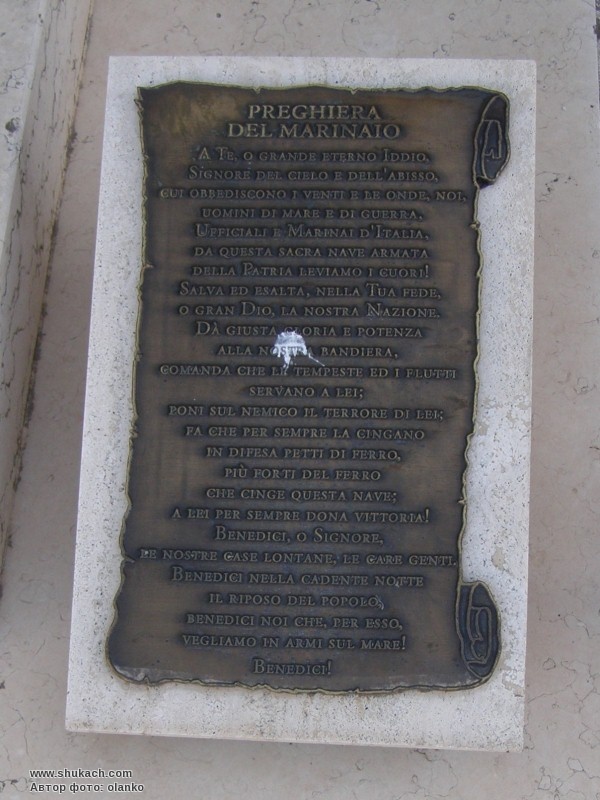 PREGHIERA
DEL MARINAIO
A TE, O GRANDE ETERNO IDDIO,
SIGNORE DEL CIELO E DELL'ABISSO,
CUI OBBEDISCONO I VENTI E LE ONDE, NOI,
UOMINI DI MARE E DI GUERRA,
UFFICIALI E MARINAI D'ITALIA,
DA QUESTA SACRA NAVE ARMATA
DELLA PATRIA LEVIAMO I CUORI!
SALVA ED ESALTA, NELLA TUA FEDE,
O GRAN DIO, LA NOSTRA NAZIONE.
DÀ GIUSTA GLORIA E POTENZA
ALLA NOSTRA BANDIERA,
COMANDA CHE LE TEMPESTE ED I FLUTTI
SERVANO A LEI;
PONI SUL NEMICO IL TERRORE DI LEI;
FA CHE PER SEMPRE LA CINGANO
IN DIFESA PETTI DI FERRO,
PIÙ FORTI DEL FERRO
CHE CINGE QUESTA NAVE;
A LEI PER SEMPRE DONA VITTORIA!
BENEDICI, O SIGNORE,
LE NOSTRE CASE LONTANE, LE CARE GENTI.
BENEDICI NELLA CADENTE NOTTE
IL RIPOSO DEL POPOLO,
BENEDICI NOI CHE, PER ESSO,
VEGLIAMO IN ARMI SUL MARE!
BENEDICI!
www.shukach.com
Автор фото: olanko